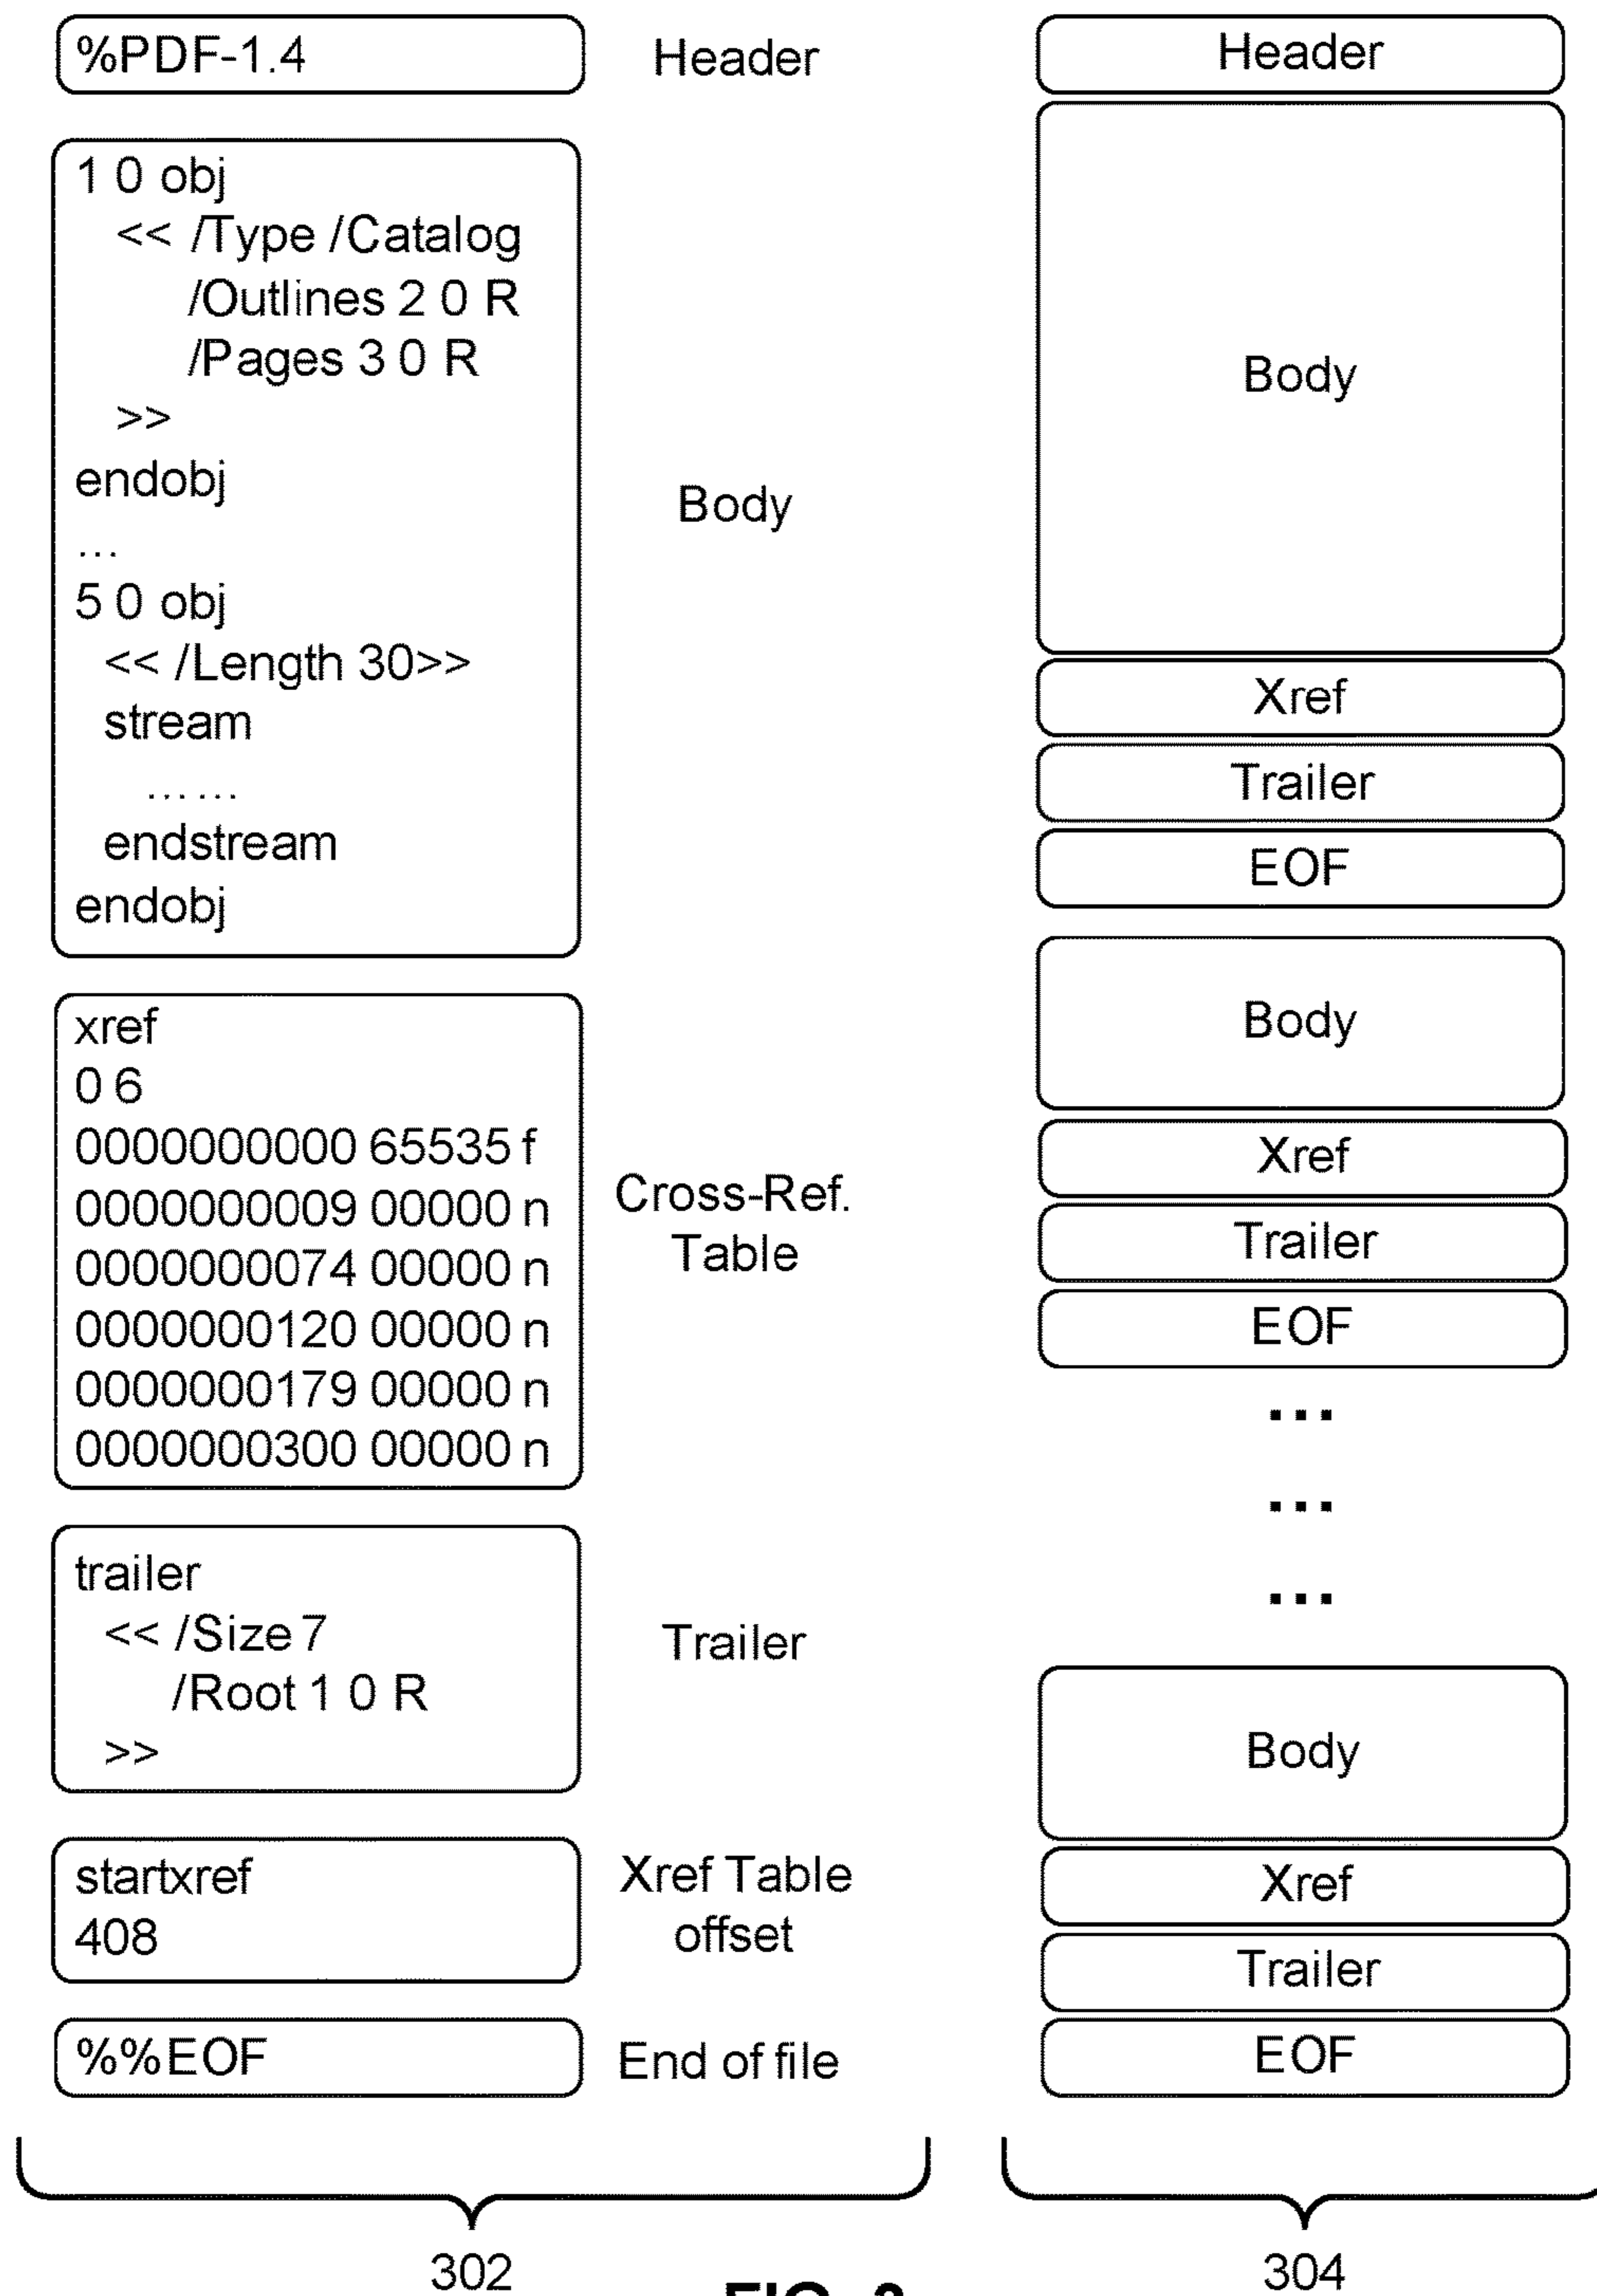 %PDF-1.4
Header
1 0 obj
<< /Type /Catalog
/Outlines 2 0 R
/Pages 3 0 R
>>
endobj
...
5 0 obj
<< /Length 30>>
stream
... ...
endstream
endobj
Body
xref
0 6
0000000000 65535 f
0000000009 00000 n
0000000074 00000 n
0000000120 00000 n
0000000179 00000 n
0000000300 00000 n
Cross-Ref.
Table
trailer
<< /Size 7
/Root 1 0 R
>>
Trailer
startxref
408
Xref Table
offset
%%EOF
End of file
302
Header
Body
Xref
Trailer
EOF
Body
Xref
Trailer
EOF
...
...
...
Body
Xref
Trailer
EOF
304